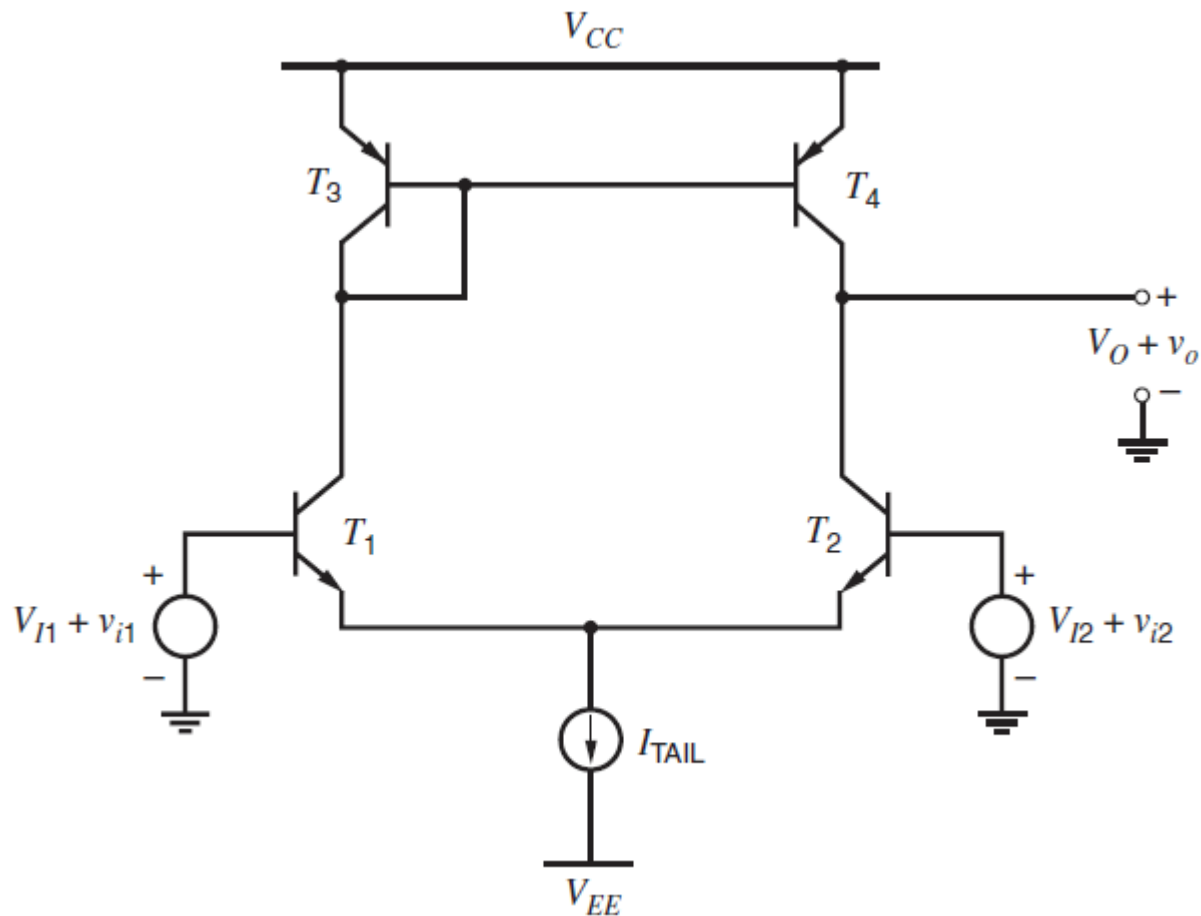 V_CC
T_3
T_4
+
V_O + v_o
−
T_1
T_2
+
V_I1 + v_i1
−
+
V_I2 + v_i2
−
I_TAIL
V_EE